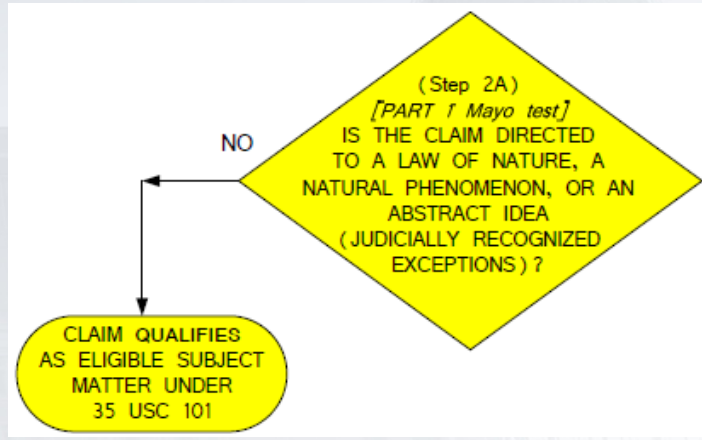 (Step 2A)
[PART 1 Mayo test]
IS THE CLAIM DIRECTED
TO A LAW OF NATURE, A
NATURAL PHENOMENON, OR AN
ABSTRACT IDEA
(JUDICIALLY RECOGNIZED
EXCEPTIONS)?
NO
CLAIM QUALIFIES
AS ELIGIBLE SUBJECT
MATTER UNDER
35 USC 101